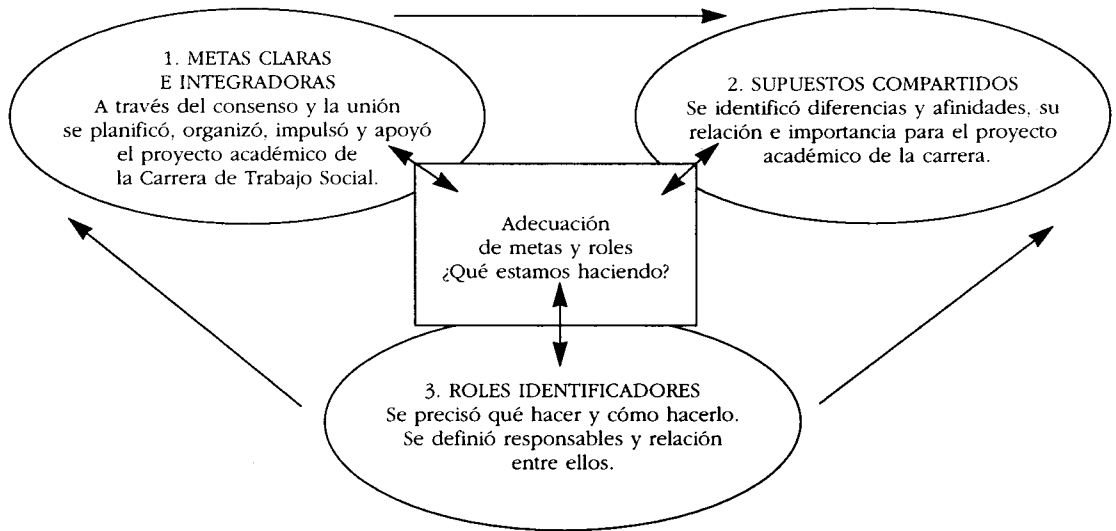 1. METAS CLARAS
E INTEGRADORAS
A través del consenso y la unión
se planificó, organizó, impulsó y apoyó
el proyecto académico de
la Carrera de Trabajo Social.
2. SUPUESTOS COMPARTIDOS
Se identificó diferencias y afinidades, su
relación e importancia para el proyecto
académico de la carrera.
Adecuación
de metas y roles
¿Qué estamos haciendo?
3. ROLES IDENTIFICADORES
Se precisó qué hacer y cómo hacerlo.
Se definió responsables y relación
entre ellos.